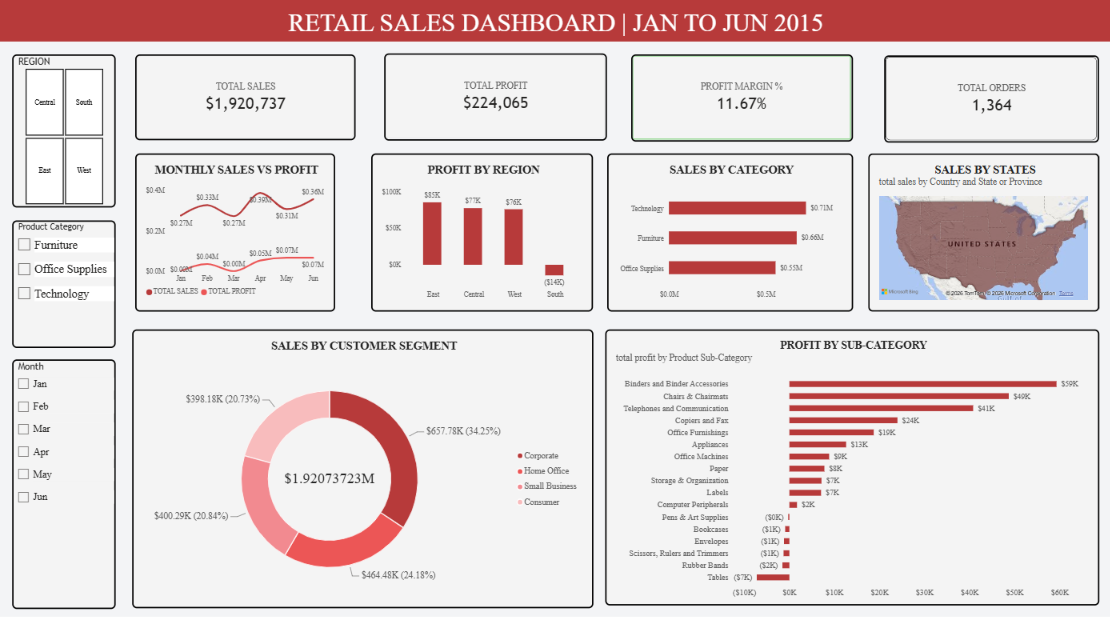 RETAIL SALES DASHBOARD | JAN TO JUN 2015
REGION
Central
South
East
West
Product Category
Furniture
Office Supplies
Technology
Month
Jan
Feb
Mar
Apr
May
Jun
TOTAL SALES
$1,920,737
TOTAL PROFIT
$224,065
PROFIT MARGIN %
11.67%
TOTAL ORDERS
1,364
MONTHLY SALES VS PROFIT
$0.4M
$0.2M
$0.0M
$0.27M
$0.33M
$0.27M
$0.39M
$0.31M
$0.36M
$0.00M
$0.04M
$0.00M
$0.05M
$0.07M
$0.07M
Jan Feb Mar Apr May Jun
TOTAL SALES TOTAL PROFIT
PROFIT BY REGION
$100K
$50K
$0K
$85K
$77K
$76K
($14K)
East Central West South
SALES BY CATEGORY
Technology $0.71M
Furniture $0.66M
Office Supplies $0.55M
$0.0M $0.5M
SALES BY STATES
total sales by Country and State or Province
UNITED STATES
Microsoft Bing
© 2026 TomTom, © 2026 Microsoft Corporation Terms
SALES BY CUSTOMER SEGMENT
$398.18K (20.73%)
$657.78K (34.25%)
$1.92073723M
$400.29K (20.84%)
$464.48K (24.18%)
Corporate
Home Office
Small Business
Consumer
PROFIT BY SUB-CATEGORY
total profit by Product Sub-Category
Binders and Binder Accessories $59K
Chairs & Chairmats $49K
Telephones and Communication $41K
Copiers and Fax $24K
Office Furnishings $19K
Appliances $13K
Office Machines $9K
Paper $8K
Storage & Organization $7K
Labels $7K
Computer Peripherals $2K
Pens & Art Supplies ($0K)
Bookcases ($1K)
Envelopes ($1K)
Scissors, Rulers and Trimmers ($1K)
Rubber Bands ($2K)
Tables ($7K)
($10K) $0K $10K $20K $30K $40K $50K $60K